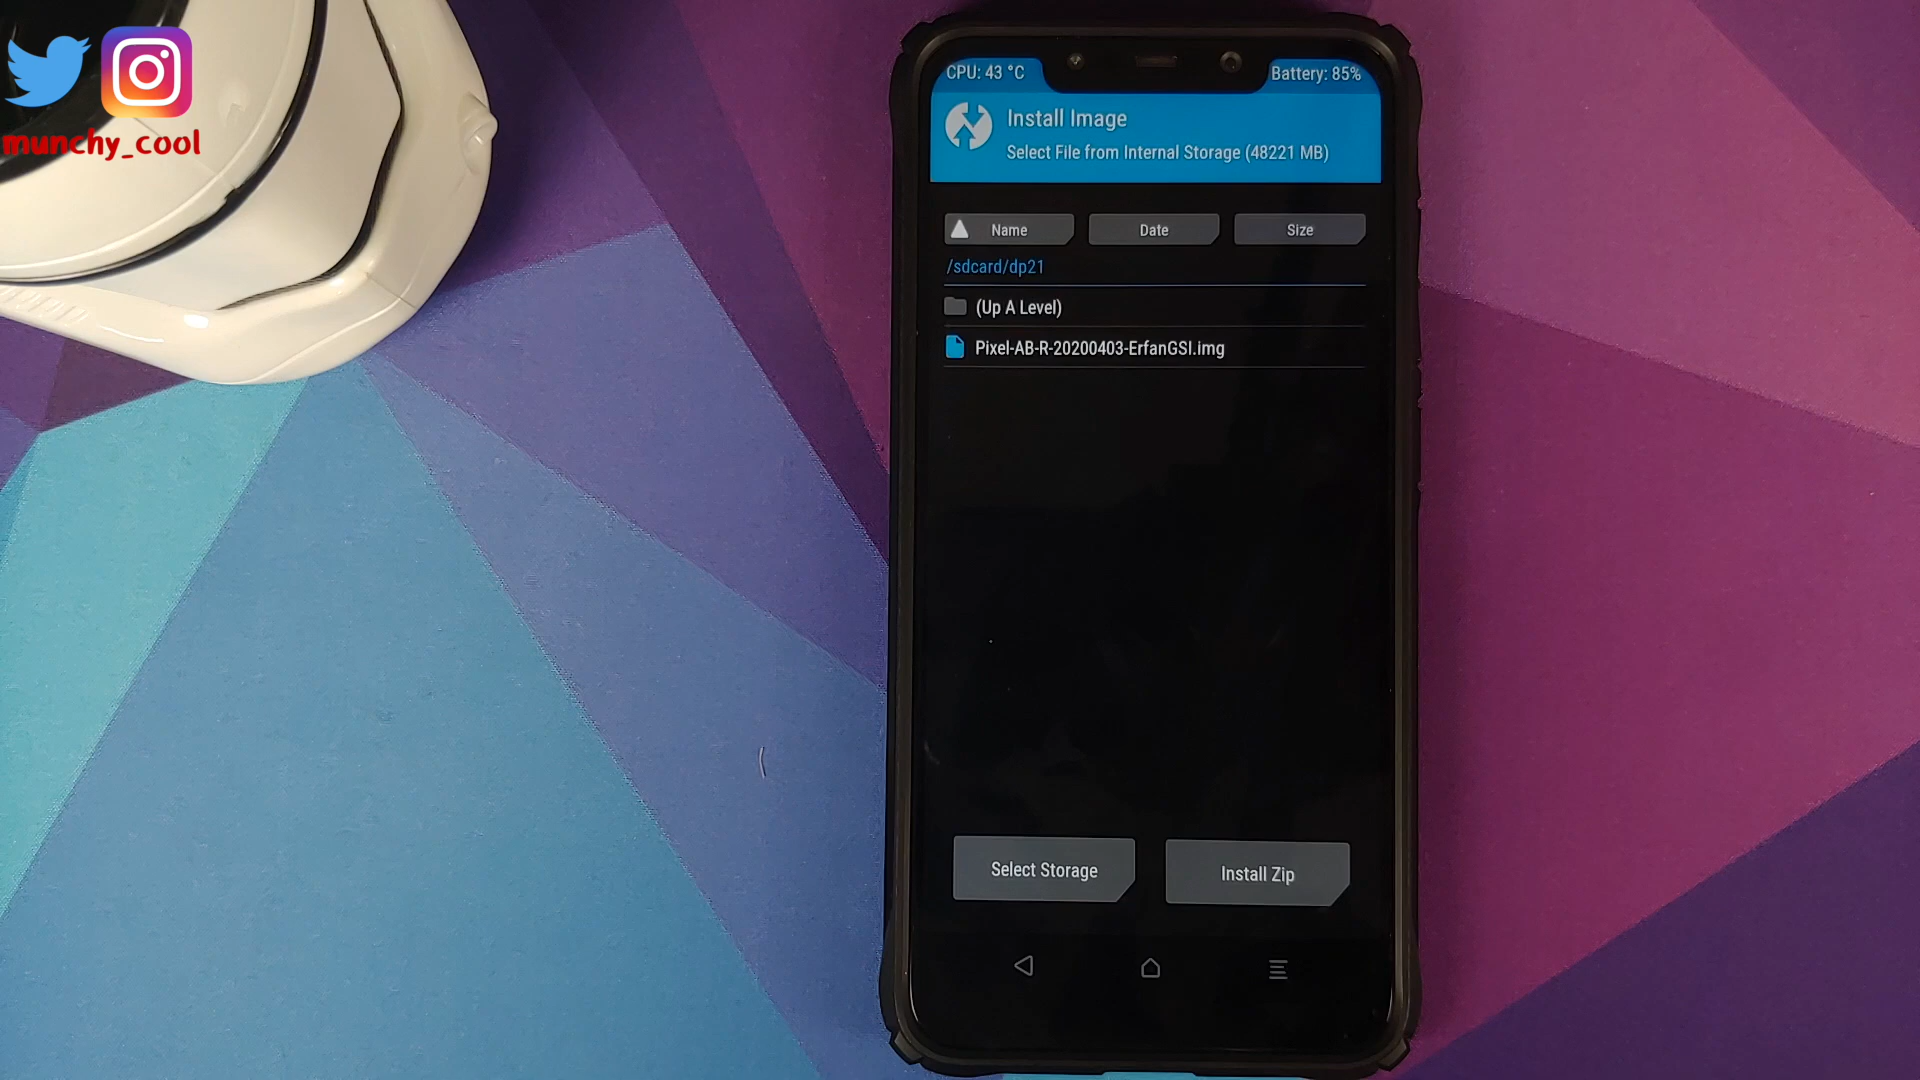 munchy_cool
CPU: 43 °C
Battery: 85%
Install Image
Select File from Internal Storage (48221 MB)
Name
Date
Size
/sdcard/dp21
(Up A Level)
Pixel-AB-R-20200403-ErfanGSI.img
Select Storage
Install Zip